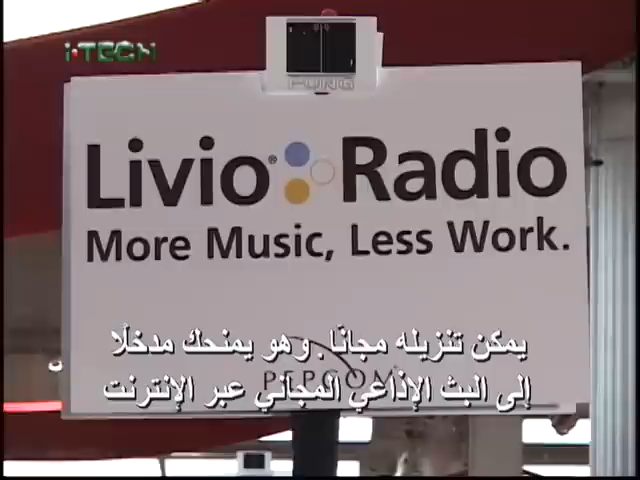 i·TECH
PONG
Livio® Radio
More Music, Less Work.
يمكن تنزيله مجانًا. وهو يمنحك مدخلًا
إلى البث الإذاعي المجاني عبر الإنترنت
PEPCOM